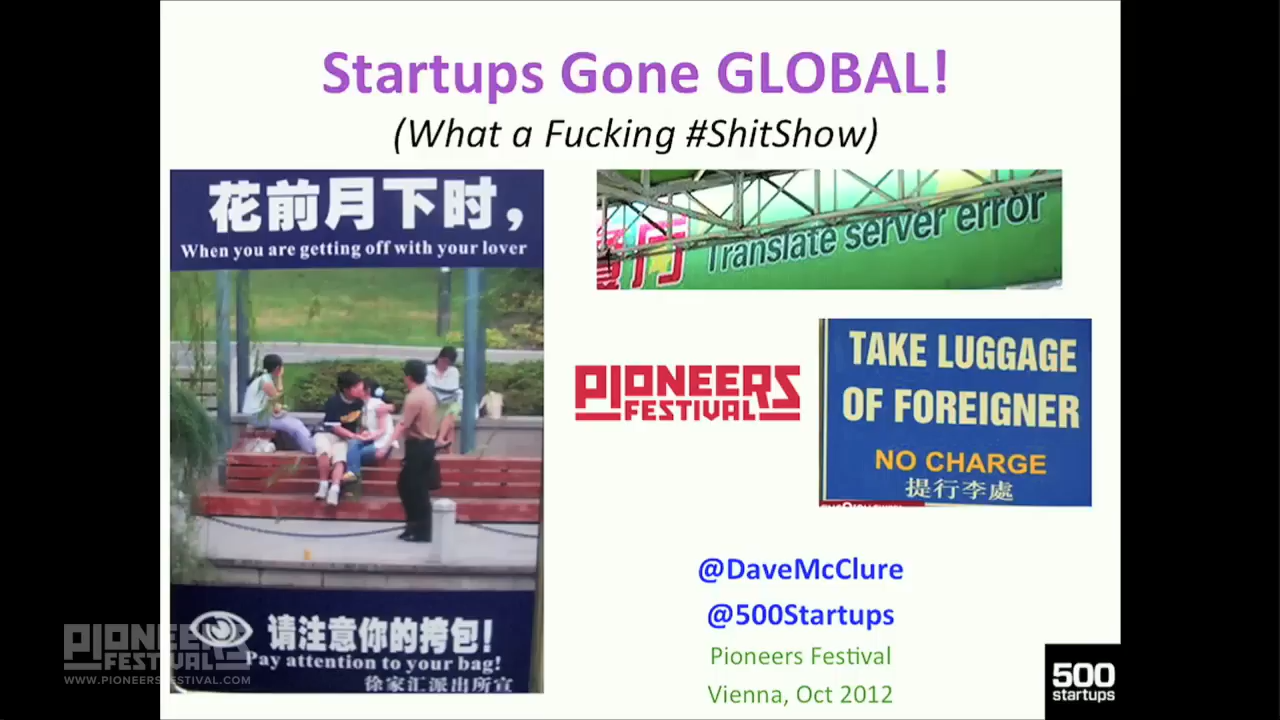 Startups Gone GLOBAL!
(What a Fucking #ShitShow)
花前月下时，
When you are getting off with your lover
请注意你的挎包!
Pay attention to your bag!
徐家汇派出所宣
Translate server error
PIONEERS
FESTIVAL
TAKE LUGGAGE
OF FOREIGNER
NO CHARGE
提行李處
@DaveMcClure
@500Startups
Pioneers Festival
Vienna, Oct 2012
500
startups
PIONEERS
FESTIVAL
WWW.PIONEERSFESTIVAL.COM